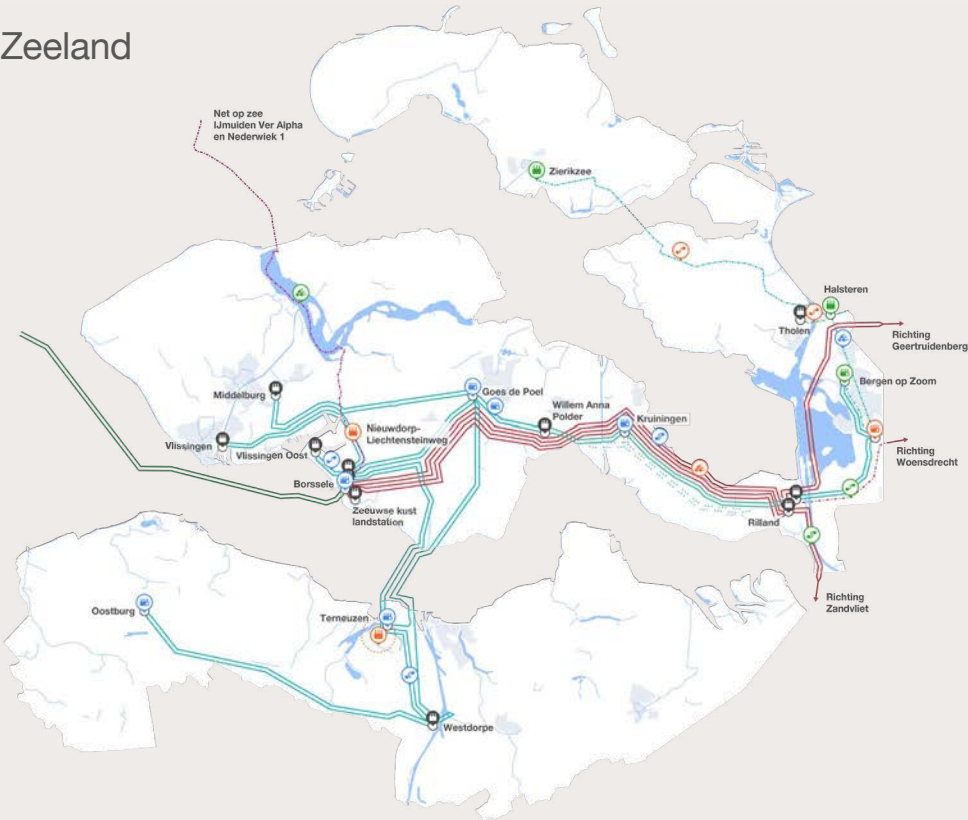 Zeeland
Net op zee
IJmuiden Ver Alpha
en Nederwiek 1
Zierikzee
Halsteren
Tholen
Richting
Geertruidenberg
Bergen op Zoom
Middelburg
Goes de Poel
Willem Anna
Polder
Kruiningen
Nieuwdorp-
Liechtensteinweg
Vlissingen
Vlissingen Oost
Richting
Woensdrecht
Borssele
Zeeuwse kust
landstation
Rilland
Richting
Zandvliet
Oostburg
Terneuzen
Westdorpe